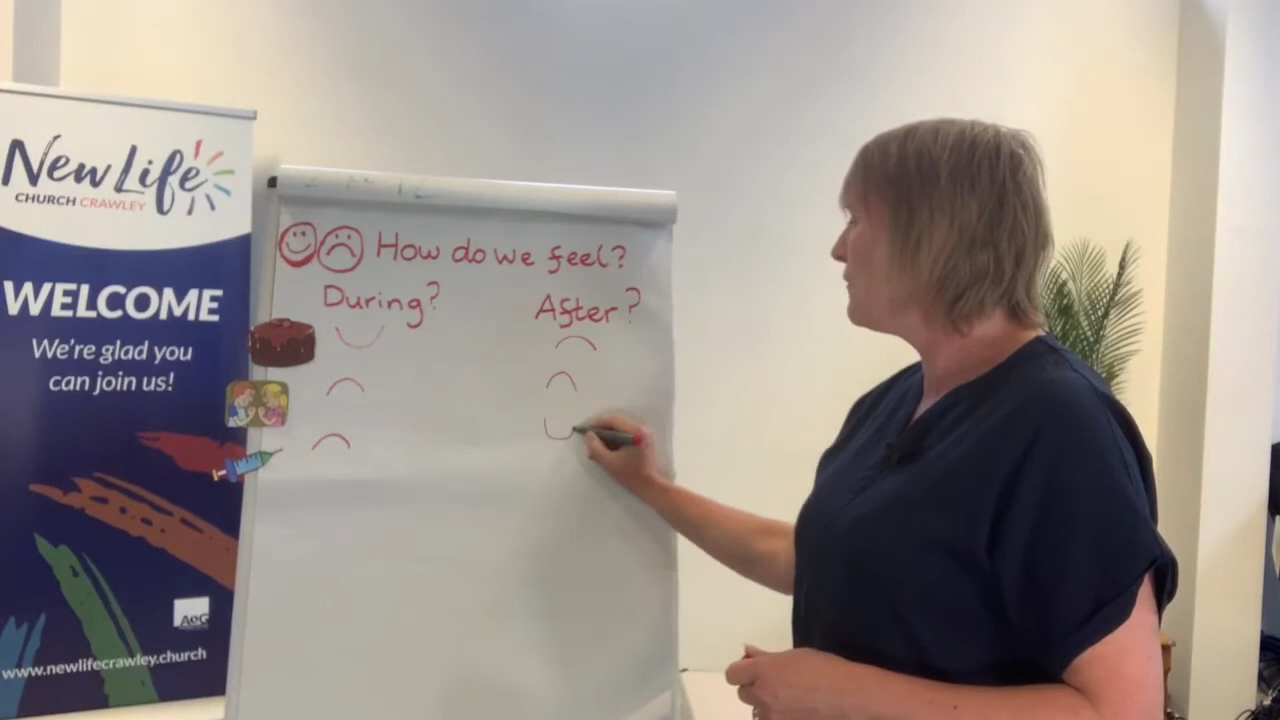 New Life
CHURCH CRAWLEY
WELCOME
We're glad you
can join us!
AoG
www.newlifecrawley.church
How do we feel?
During?
After?